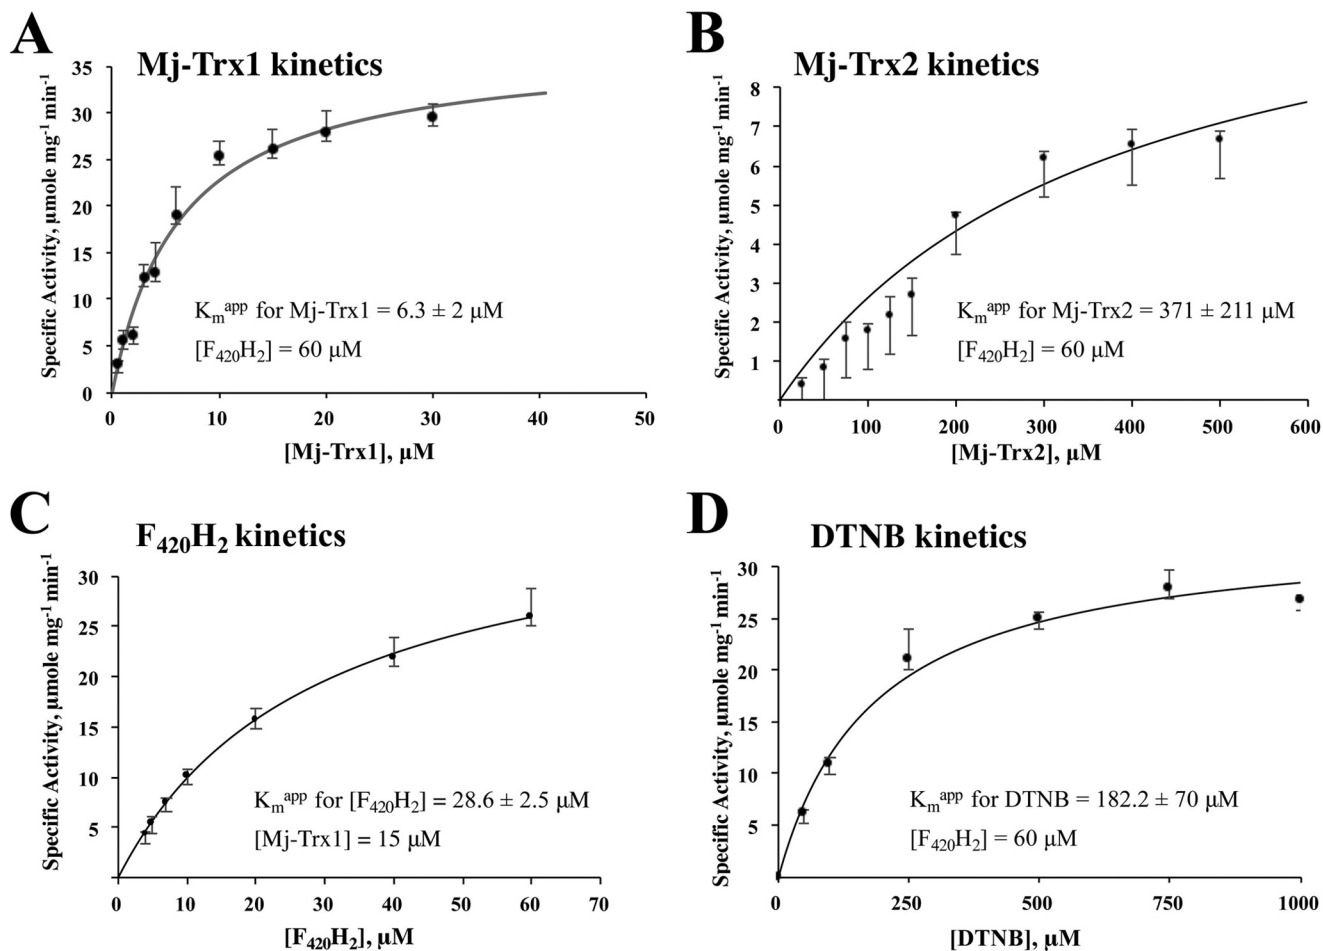 A
Mj-Trx1 kinetics
Specific Activity, µmole mg⁻¹ min⁻¹
35
30
25
20
15
10
5
0
Kₘᵃᵖᵖ for Mj-Trx1 = 6.3 ± 2 µM
[F₄₂₀H₂] = 60 µM
0 10 20 30 40 50
[Mj-Trx1], µM
B
Mj-Trx2 kinetics
Specific Activity, µmole mg⁻¹ min⁻¹
8
7
6
5
4
3
2
1
Kₘᵃᵖᵖ for Mj-Trx2 = 371 ± 211 µM
[F₄₂₀H₂] = 60 µM
0 100 200 300 400 500 600
[Mj-Trx2], µM
C
F₄₂₀H₂ kinetics
Specific Activity, µmole mg⁻¹ min⁻¹
30
25
20
15
10
5
Kₘᵃᵖᵖ for [F₄₂₀H₂] = 28.6 ± 2.5 µM
[Mj-Trx1] = 15 µM
0 10 20 30 40 50 60 70
[F₄₂₀H₂], µM
D
DTNB kinetics
Specific Activity, µmole mg⁻¹ min⁻¹
30
25
20
15
10
5
Kₘᵃᵖᵖ for DTNB = 182.2 ± 70 µM
[F₄₂₀H₂] = 60 µM
0 250 500 750 1000
[DTNB], µM